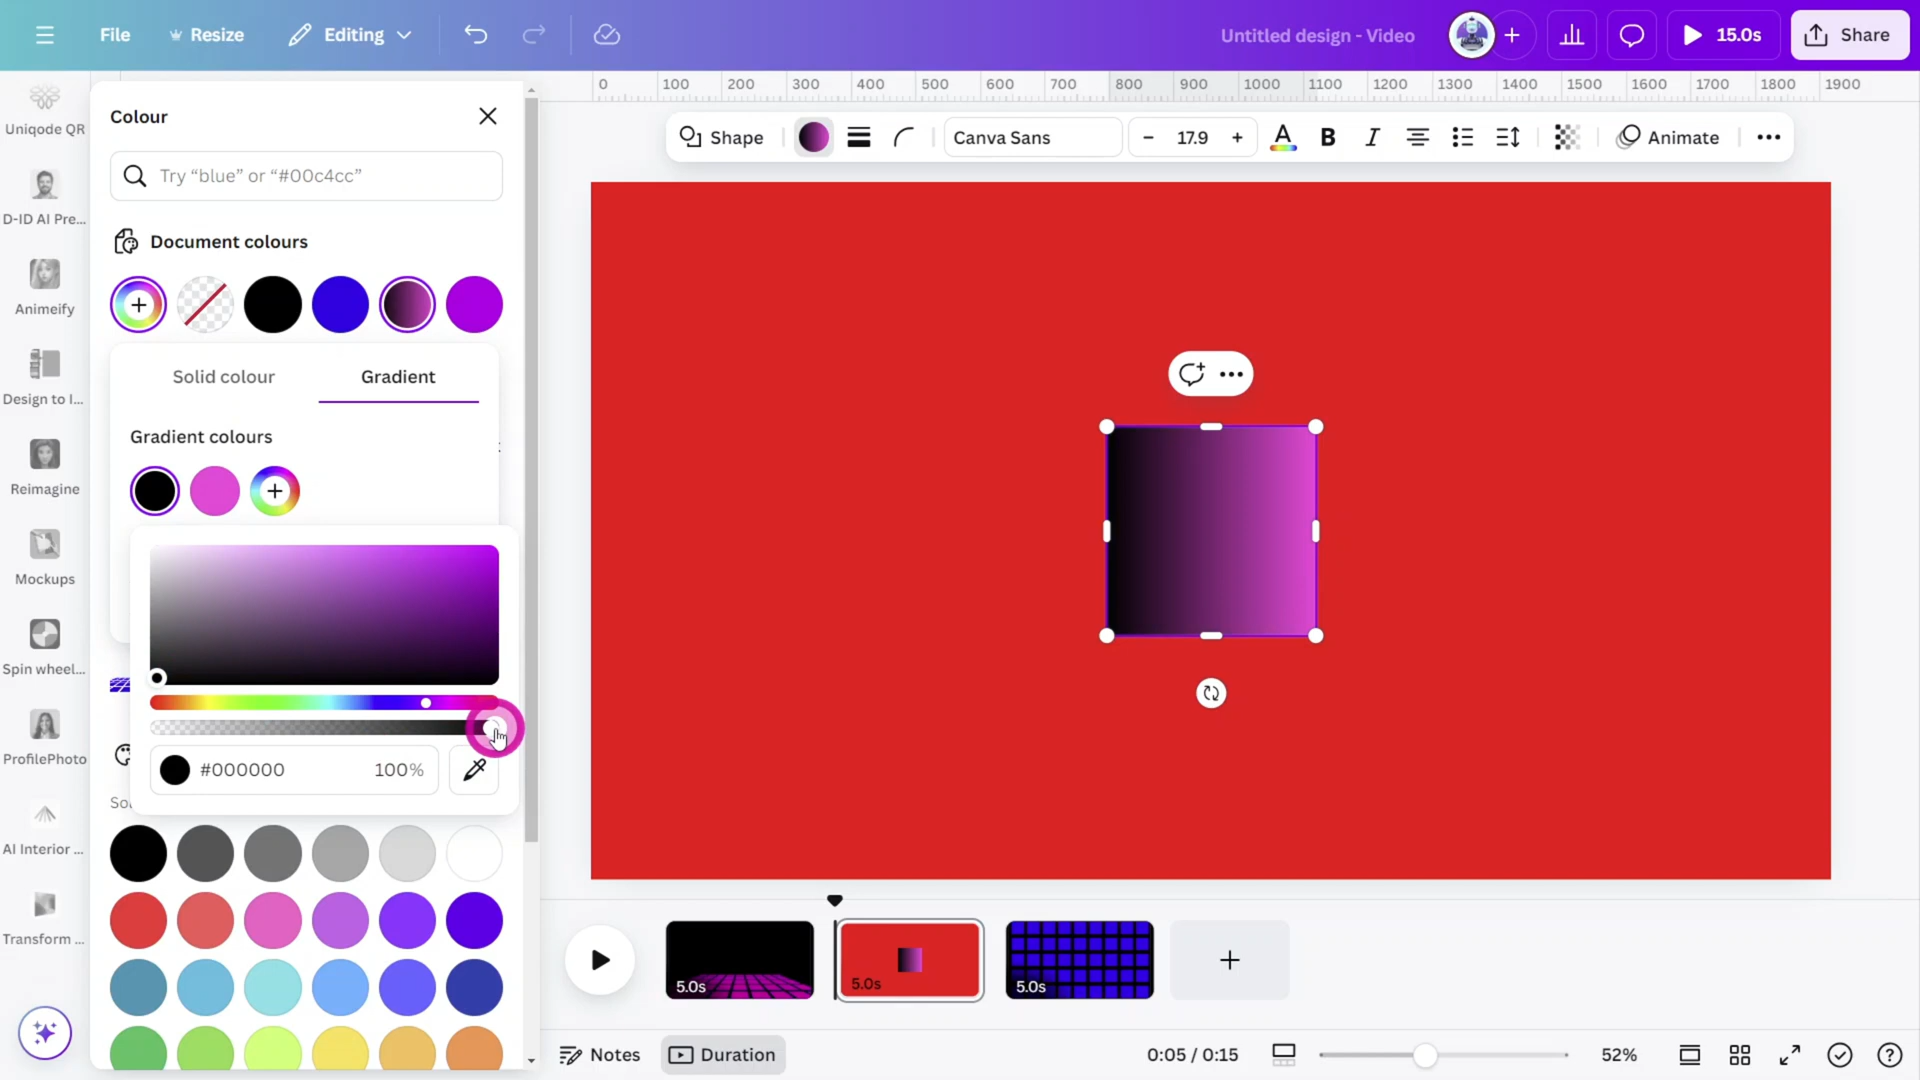 File
Resize
Editing
Untitled design - Video
15.0s
Share
Uniqode QR
D-ID AI Pre...
Animeify
Design to I...
Reimagine
Mockups
Spin wheel...
ProfilePhoto
AI Interior ...
Transform ...
Colour
Try “blue” or “#00c4cc”
Document colours
Solid colour
Gradient
Gradient colours
#000000
100%
0 100 200 300 400 500 600 700 800 900 1000 1100 1200 1300 1400 1500 1600 1700 1800 1900
Shape
Canva Sans
– 17.9 +
A
B
I
Animate
5.0s
5.0s
5.0s
Notes
Duration
0:05 / 0:15
52%